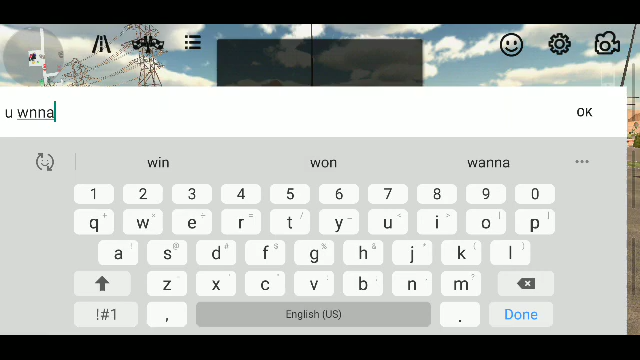 u wnna
OK
win won wanna
1 2 3 4 5 6 7 8 9 0
q w e r t y u i o p
a s d f g h j k l
z x c v b n m
!#1 , English (US) . Done